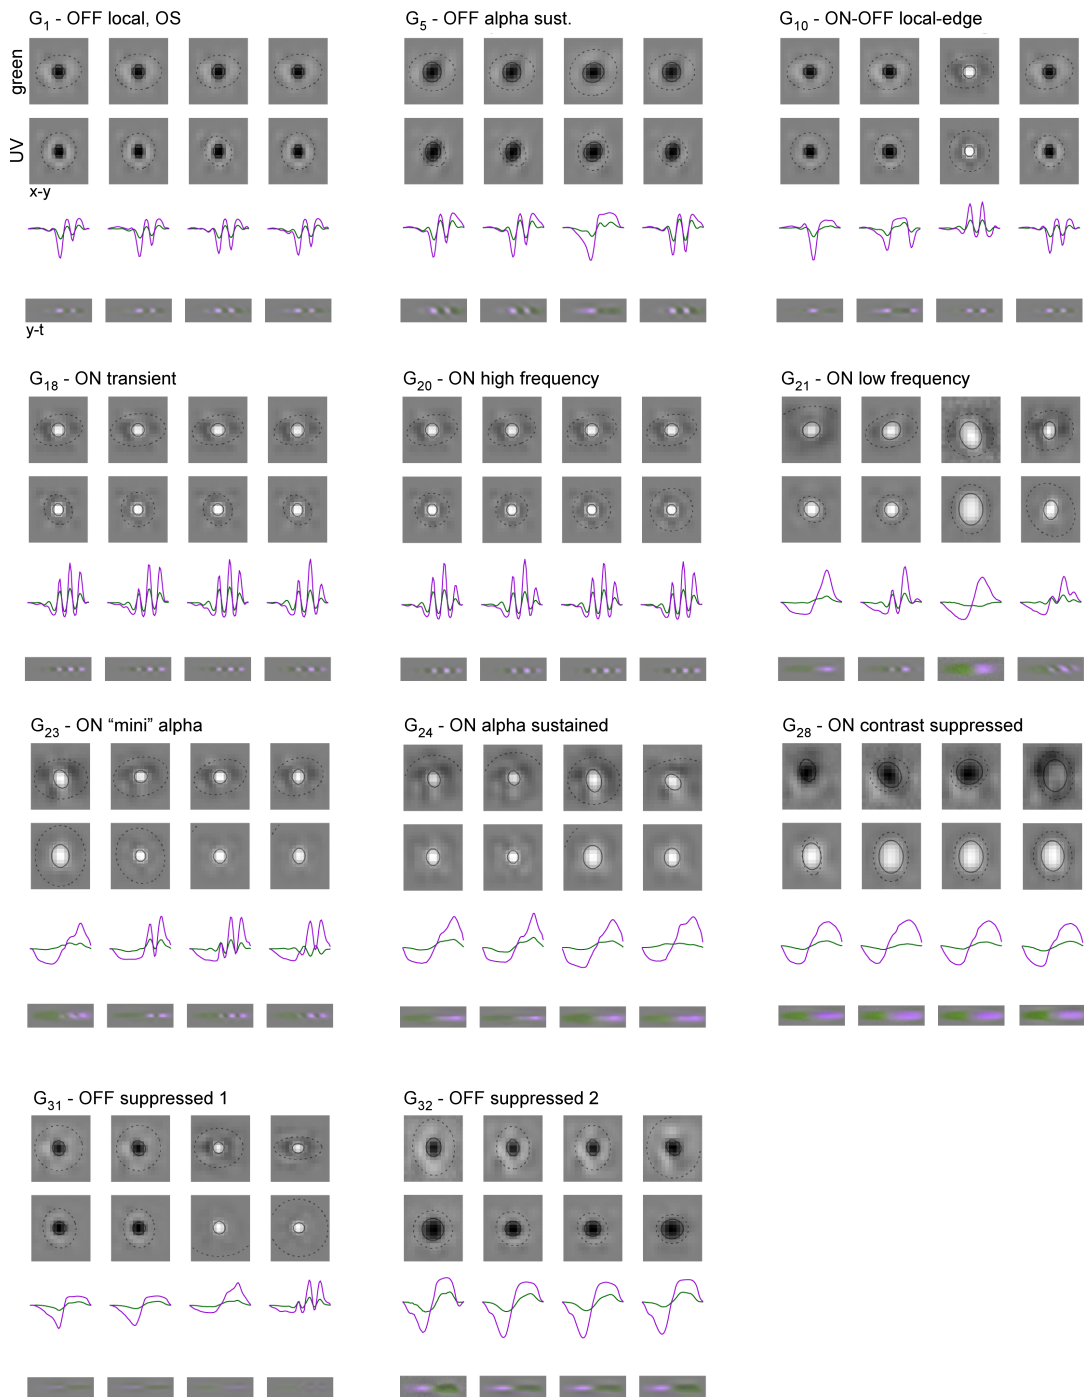 G1 - OFF local, OS
G5 - OFF alpha sust.
G10 - ON-OFF local-edge
green
UV
x-y
y-t
G18 - ON transient
G20 - ON high frequency
G21 - ON low frequency
G23 - ON “mini” alpha
G24 - ON alpha sustained
G28 - ON contrast suppressed
G31 - OFF suppressed 1
G32 - OFF suppressed 2